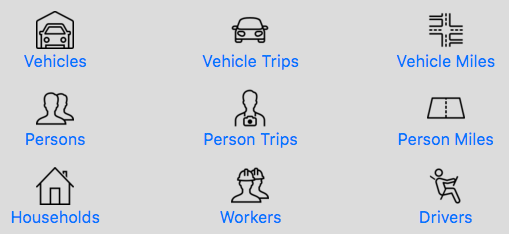 Vehicles
Vehicle Trips
Vehicle Miles
Persons
Person Trips
Person Miles
Households
Workers
Drivers